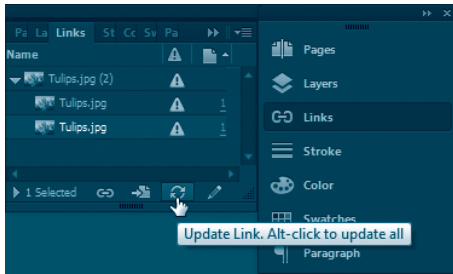 Pa La Links St Cc Sv Pa
Name
Tulips.jpg (2)
Tulips.jpg 1
Tulips.jpg 1
1 Selected
Update Link. Alt-click to update all
Pages
Layers
Links
Stroke
Color
Swatches
Paragraph